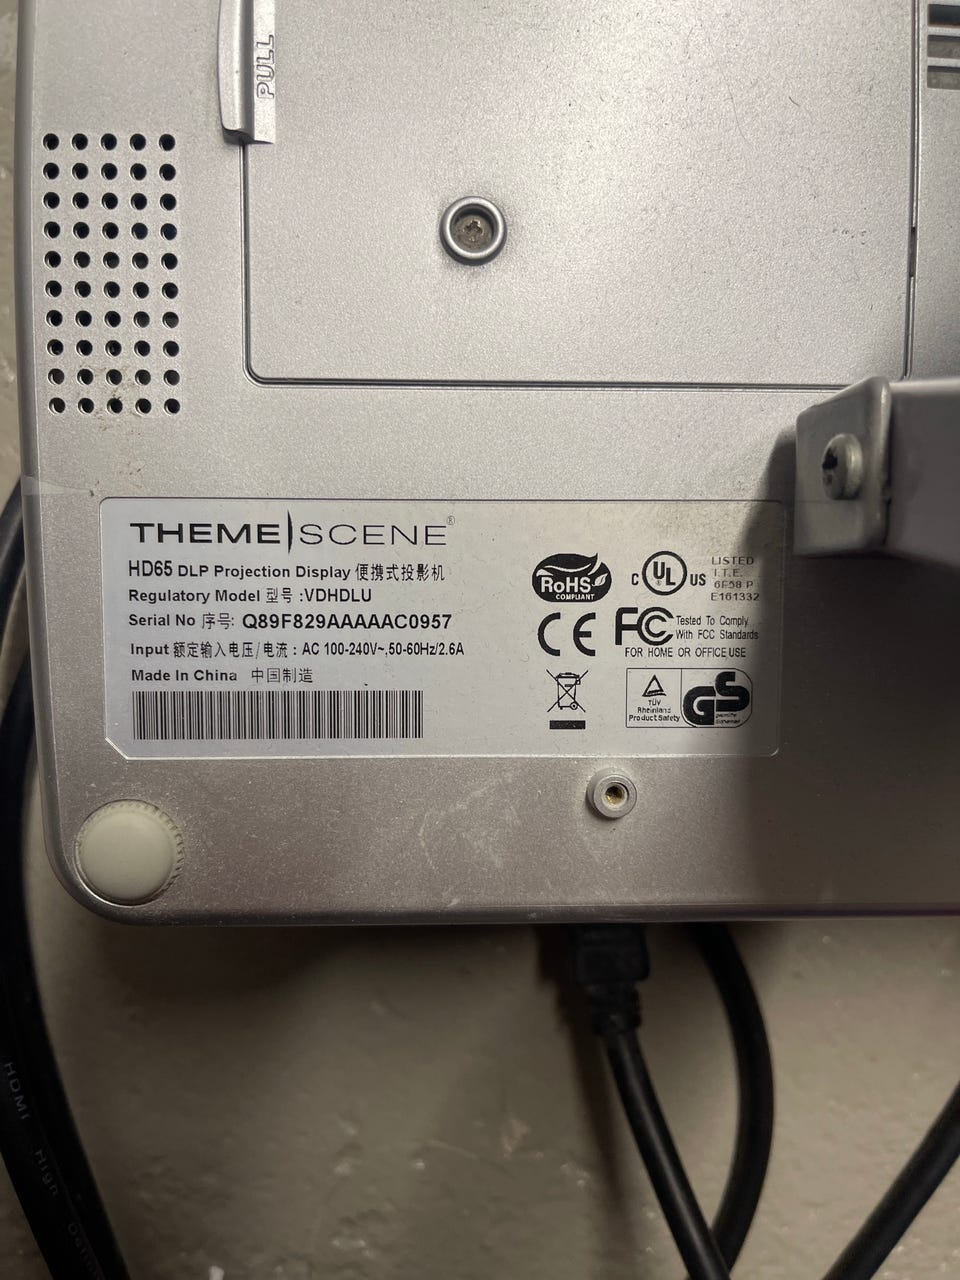 PULL
THEME|SCENE®
HD65 DLP Projection Display 便携式投影机
Regulatory Model 型号 :VDHDLU
Serial No 序号: Q89F829AAAAAC0957
Input 额定输入电压/电流 : AC 100-240V~,50-60Hz/2.6A
Made In China 中国制造
RoHS
COMPLIANT
C UL ® US
LISTED
I.T.E.
6F58 P
E161332
CE
FC Tested To Comply
With FCC Standards
FOR HOME OR OFFICE USE
TÜV
Rheinland
Product Safety
GS
geprüfte
Sicherheit
HDMI High